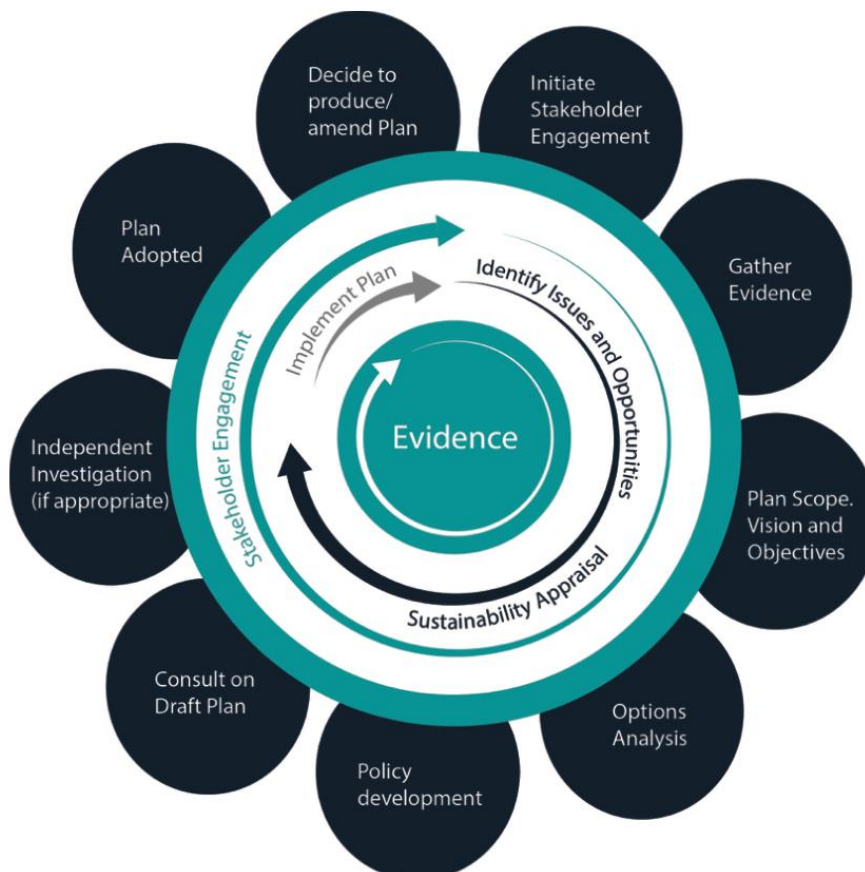 Decide to
produce/
amend Plan
Initiate
Stakeholder
Engagement
Gather
Evidence
Plan Scope.
Vision and
Objectives
Options
Analysis
Policy
development
Consult on
Draft Plan
Independent
Investigation
(if appropriate)
Plan
Adopted
Stakeholder Engagement
Implement Plan
Identify Issues and Opportunities
Sustainability Appraisal
Evidence